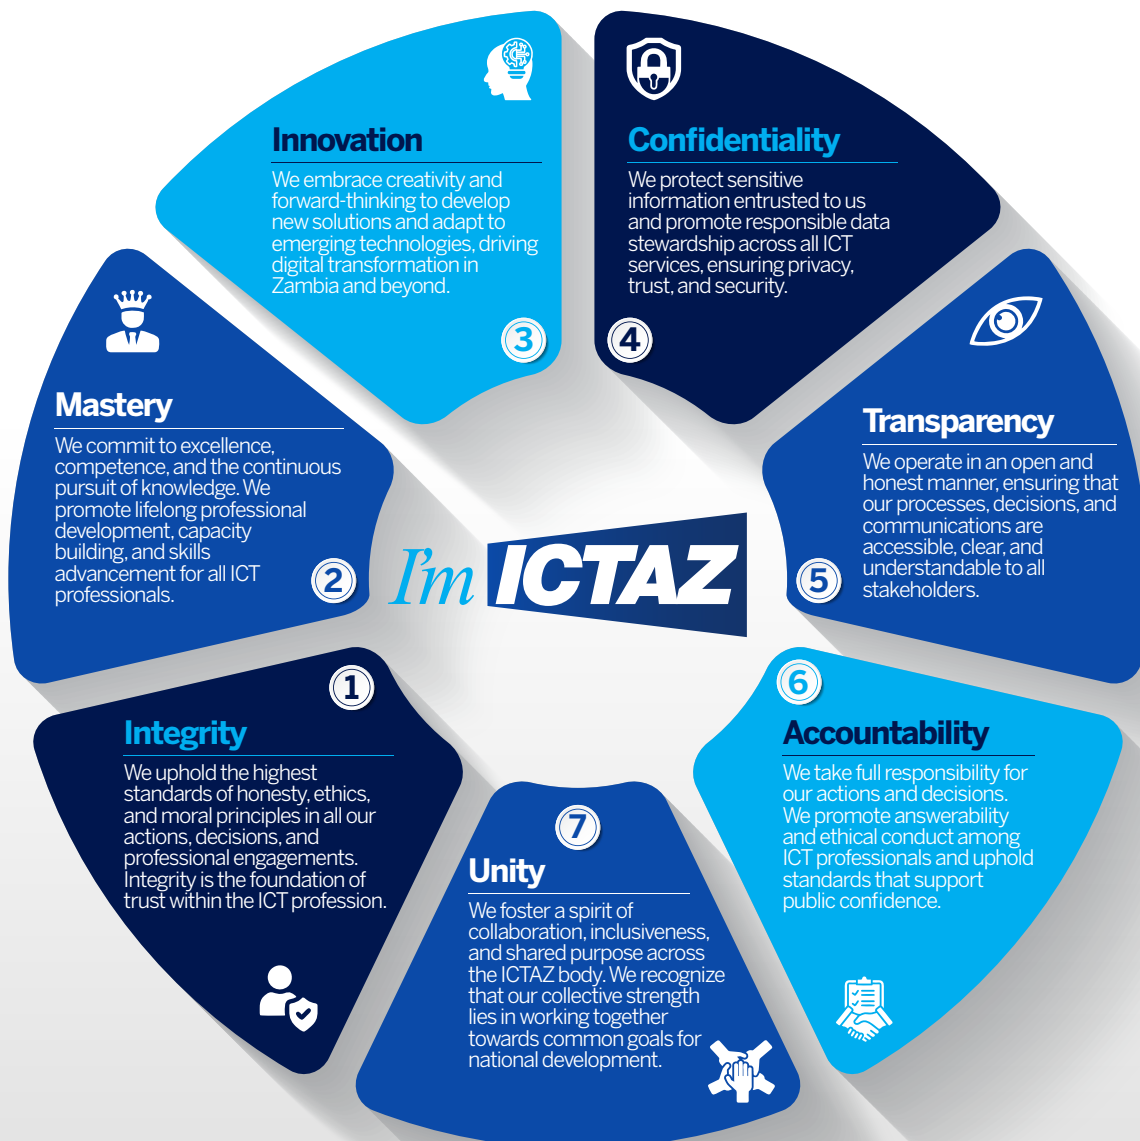 Innovation
We embrace creativity and
forward-thinking to develop
new solutions and adapt to
emerging technologies, driving
digital transformation in
Zambia and beyond.
3
Confidentiality
We protect sensitive
information entrusted to us
and promote responsible data
stewardship across all ICT
services, ensuring privacy,
trust, and security.
4
Mastery
We commit to excellence,
competence, and the continuous
pursuit of knowledge. We
promote lifelong professional
development, capacity
building, and skills
advancement for all ICT
professionals.
2
I'm ICTAZ
Transparency
We operate in an open and
honest manner, ensuring that
our processes, decisions, and
communications are
accessible, clear, and
understandable to all
stakeholders.
5
1
Integrity
We uphold the highest
standards of honesty, ethics,
and moral principles in all our
actions, decisions, and
professional engagements.
Integrity is the foundation of
trust within the ICT profession.
6
Accountability
We take full responsibility for
our actions and decisions.
We promote answerability
and ethical conduct among
ICT professionals and uphold
standards that support
public confidence.
7
Unity
We foster a spirit of
collaboration, inclusiveness,
and shared purpose across
the ICTAZ body. We recognize
that our collective strength
lies in working together
towards common goals for
national development.